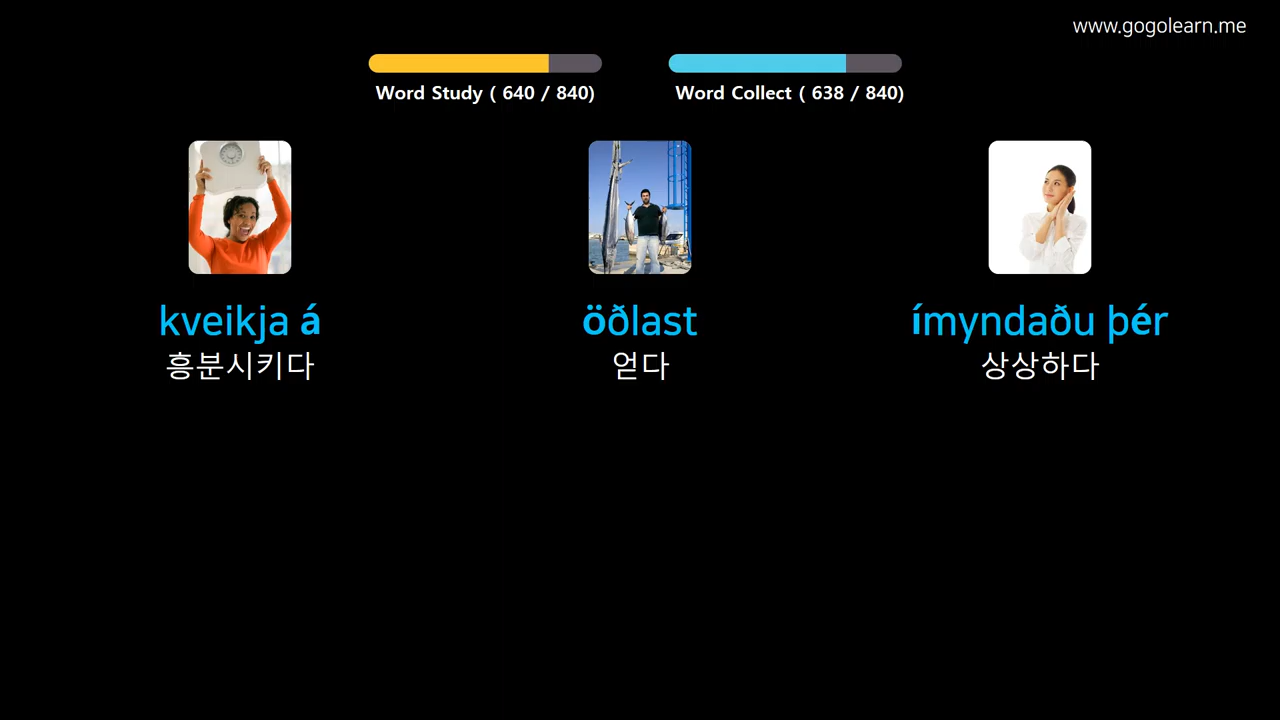 www.gogolearn.me
Word Study ( 640 / 840)
Word Collect ( 638 / 840)
kveikja á
흥분시키다
öðlast
얻다
ímyndaðu þér
상상하다